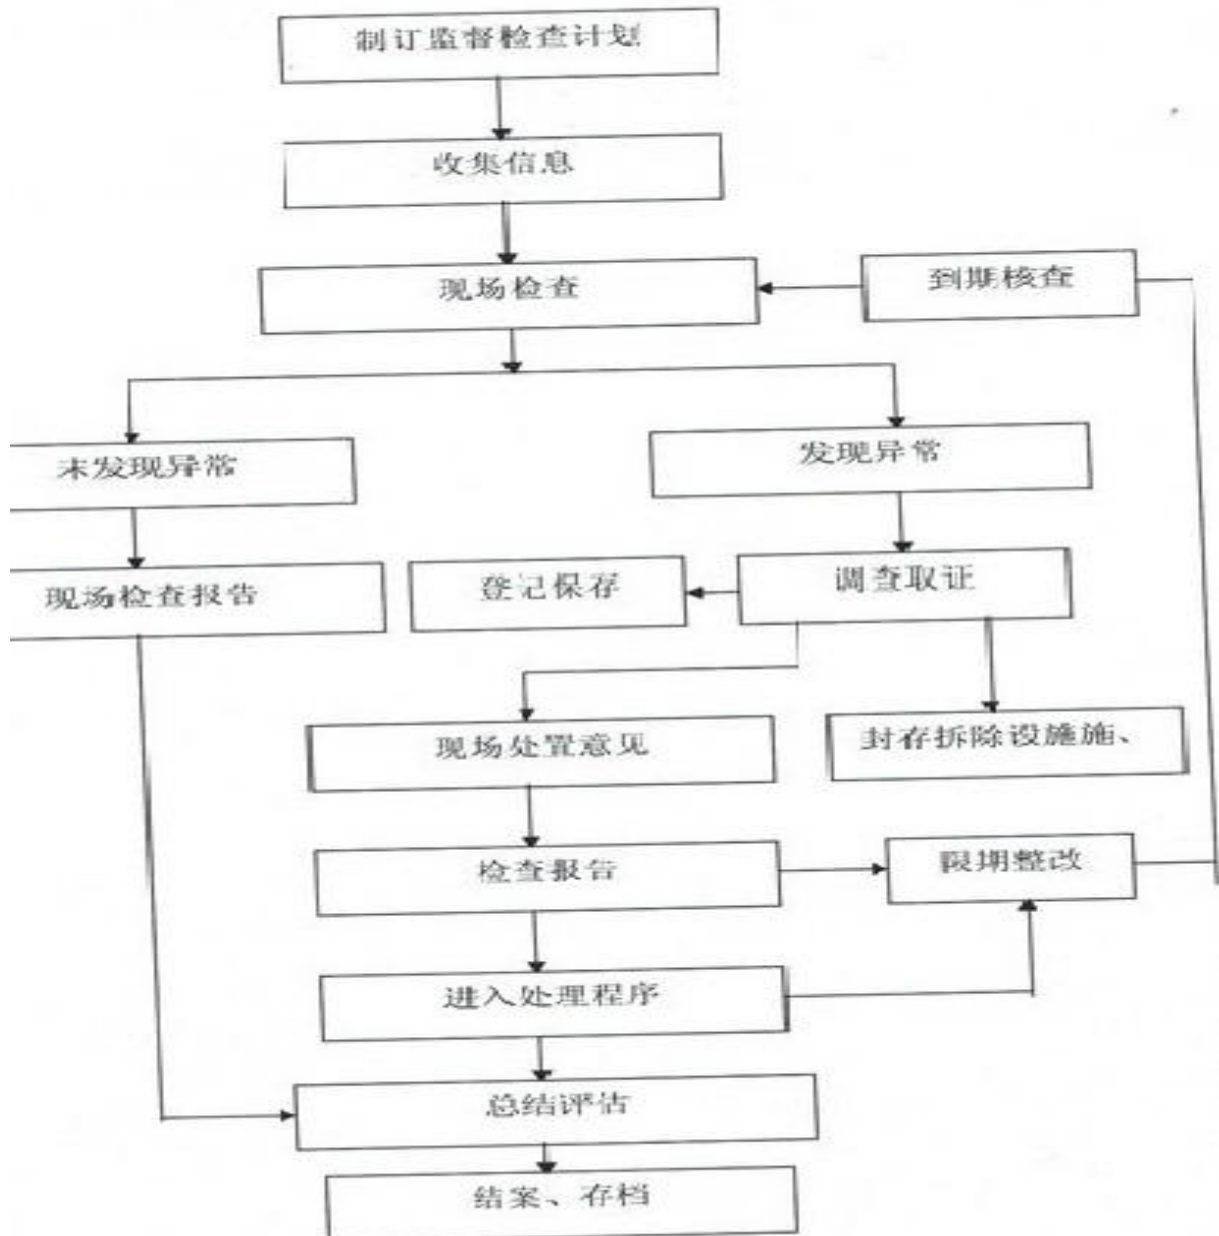 制订监督检查计划
收集信息
现场检查
到期核查
未发现异常
发现异常
现场检查报告
登记保存
调查取证
现场处置意见
封存拆除设施施、
检查报告
限期整改
进入处理程序
总结评估
结案、存档